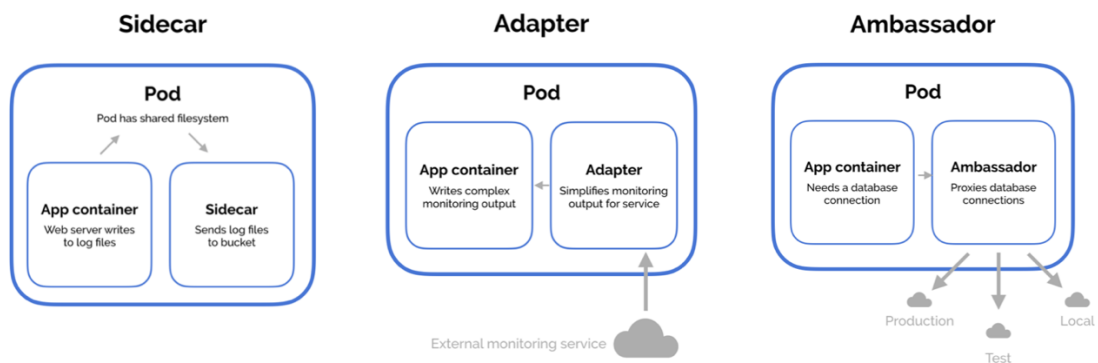 Sidecar
Pod
Pod has shared filesystem
App container
Web server writes
to log files
Sidecar
Sends log files
to bucket
Adapter
Pod
App container
Writes complex
monitoring output
Adapter
Simplifies monitoring
output for service
External monitoring service
Ambassador
Pod
App container
Needs a database
connection
Ambassador
Proxies database
connections
Production
Test
Local